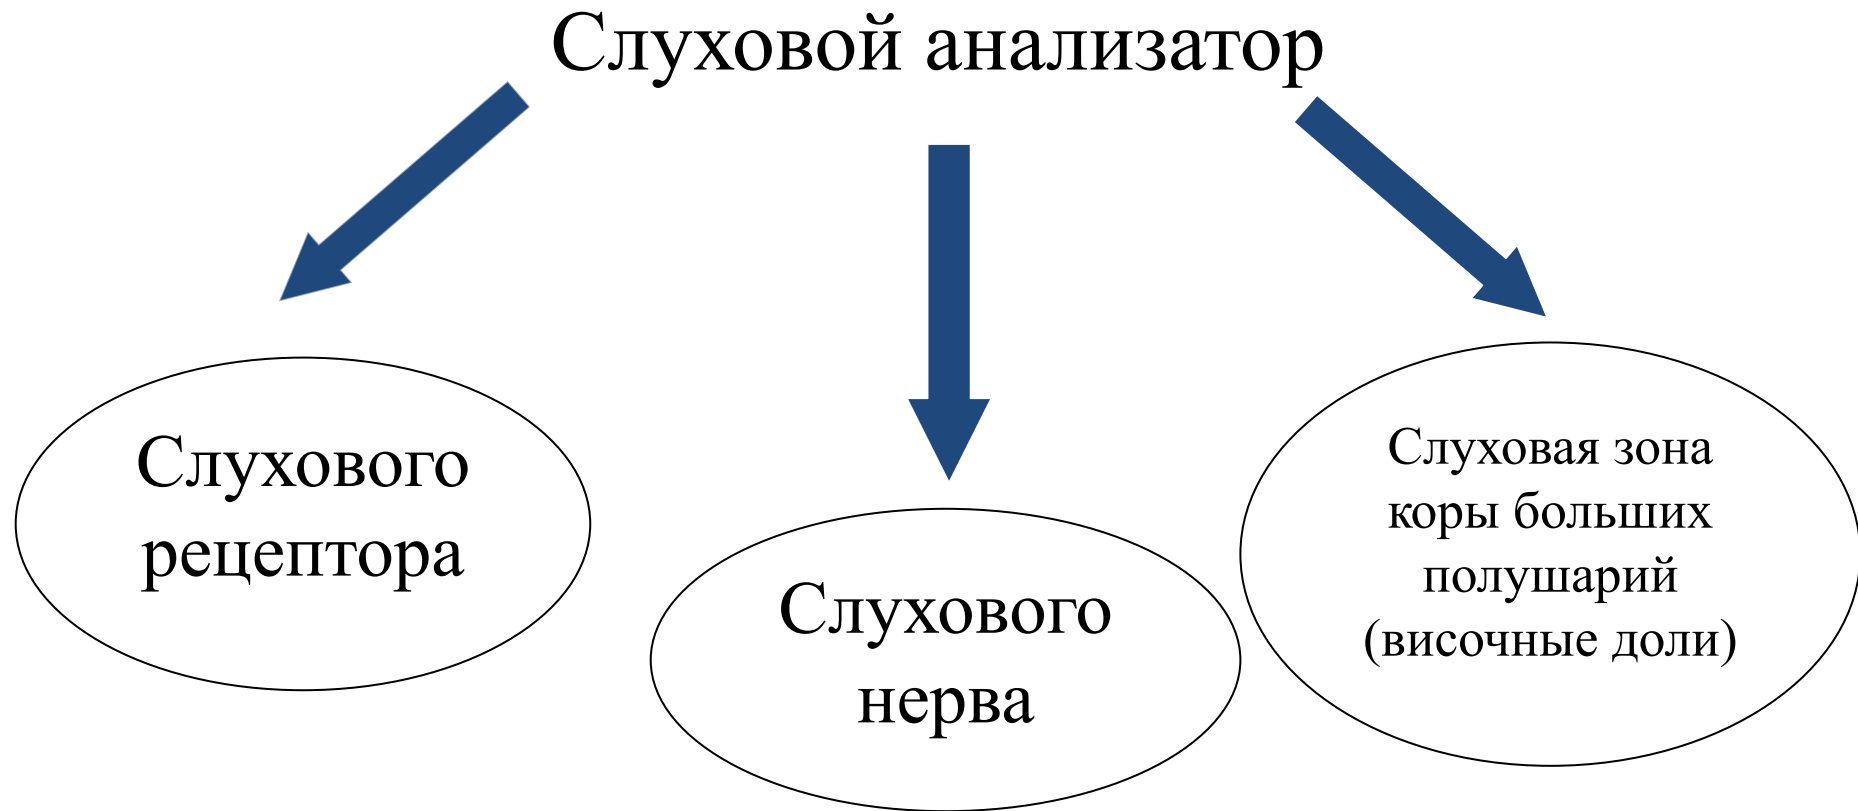 Слуховой анализатор
Слухового
рецептора
Слухового
нерва
Слуховая зона
коры больших
полушарий
(височные доли)